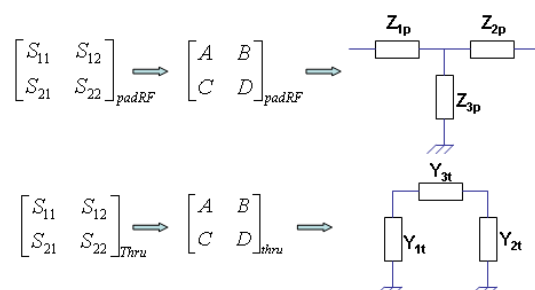 [S11 S12
S21 S22]padRF
[A B
C D]padRF
Z1p
Z2p
Z3p
[S11 S12
S21 S22]Thru
[A B
C D]thru
Y3t
Y1t
Y2t